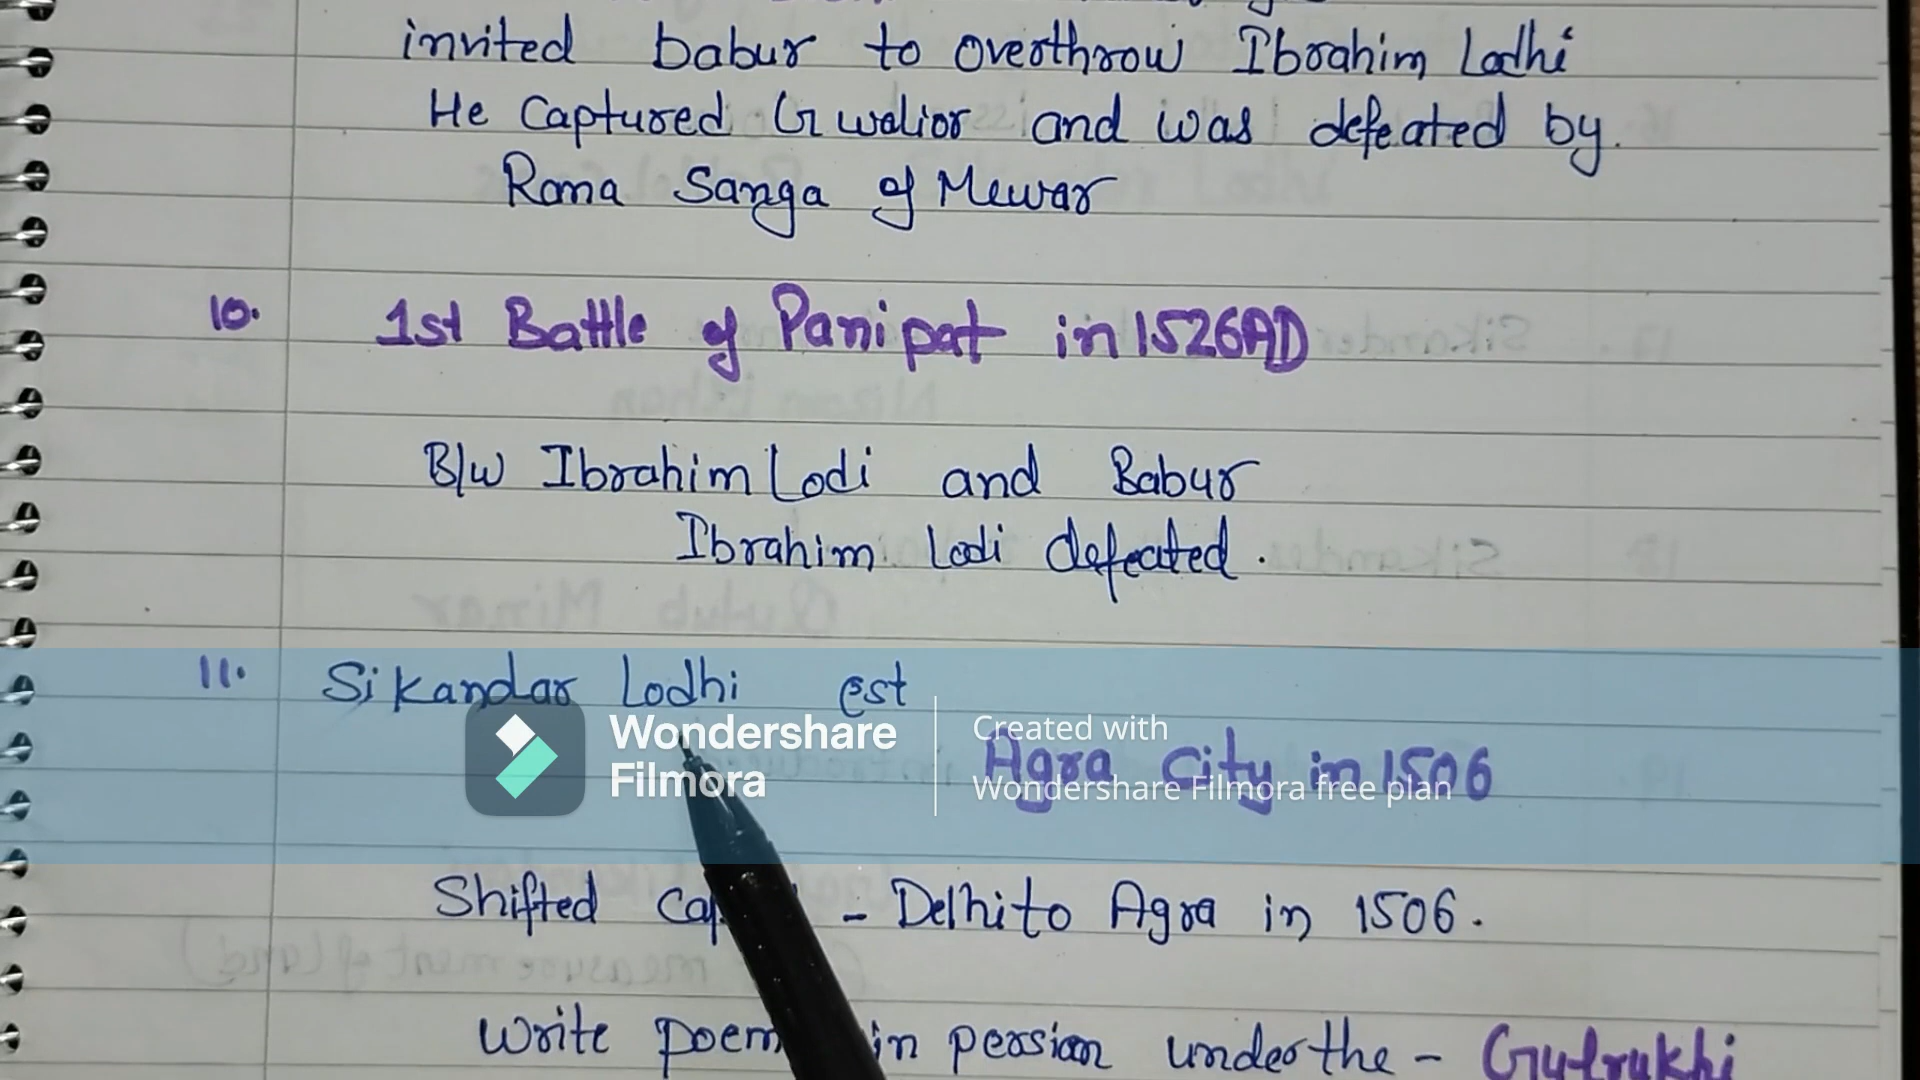 invited babur to overthrow Ibrahim Lodhi
He Captured Gwalior and was defeated by.
Rana Sanga of Mewar
10. 1st Battle of Panipat in 1526AD
B/w Ibrahim Lodi and Babur
Ibrahim Lodi defeated.
11. Sikandar Lodhi est
Agra city in 1506
Wondershare Filmora
Created with
Wondershare Filmora free plan
Shifted - Delhi to Agra in 1506.
Write poem in persian under the - Gulrukhi